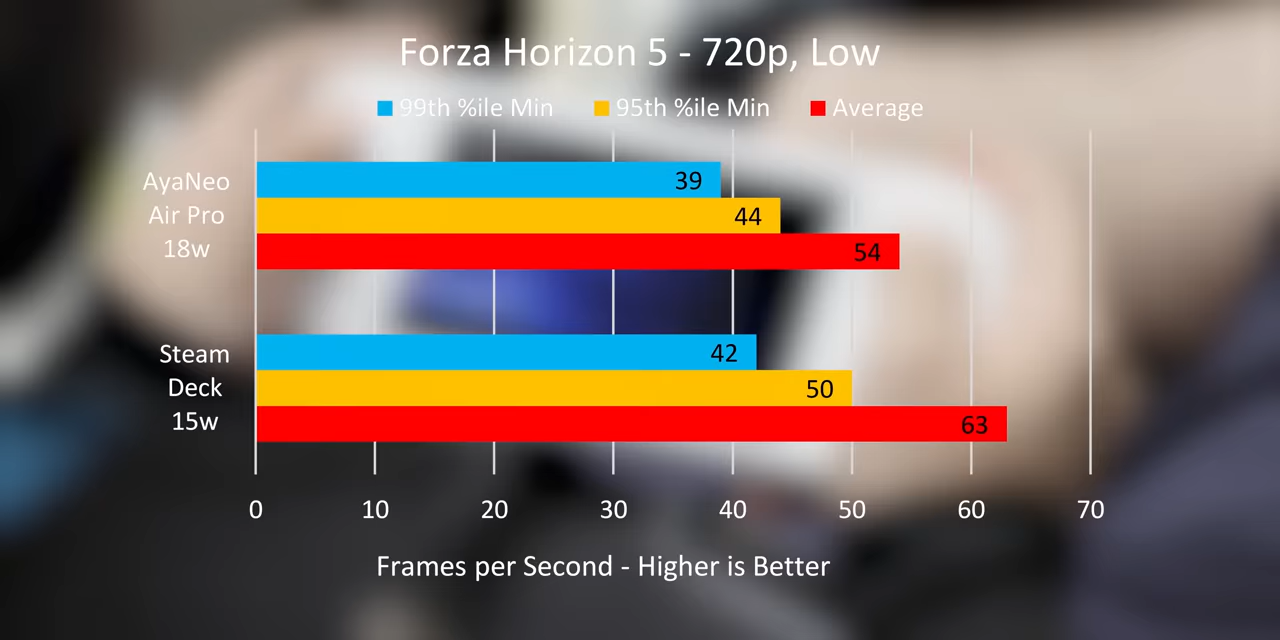 Forza Horizon 5 - 720p, Low
99th %ile Min 95th %ile Min Average
AyaNeo
Air Pro
18w
39
44
54
Steam
Deck
15w
42
50
63
0 10 20 30 40 50 60 70
Frames per Second - Higher is Better